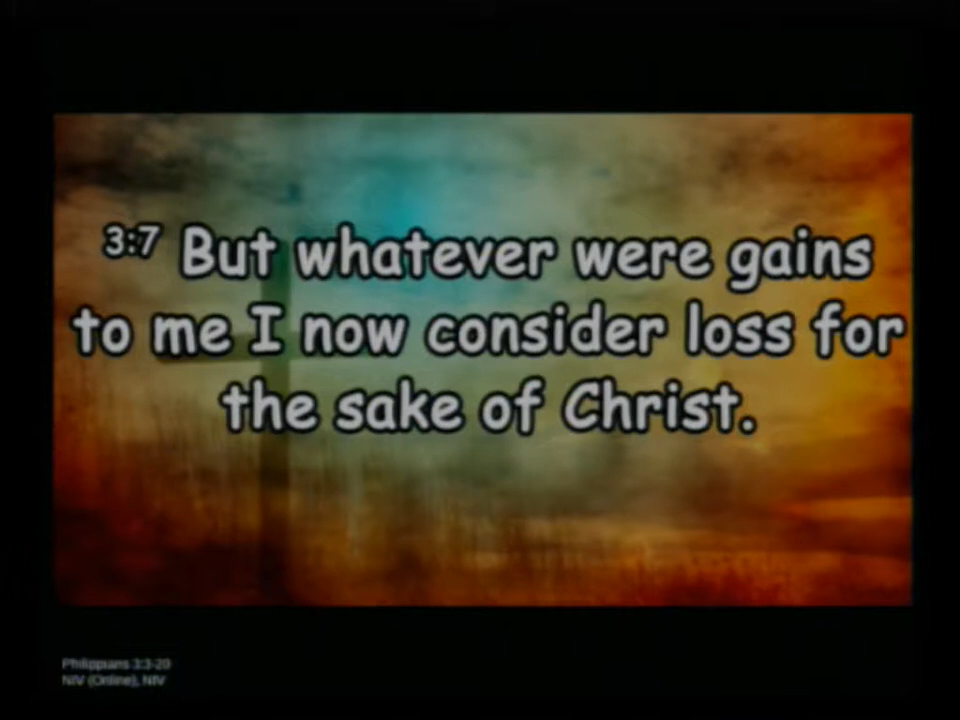 3:7 But whatever were gains
to me I now consider loss for
the sake of Christ.
Philippians 3:3-20
NIV (Online), NIV